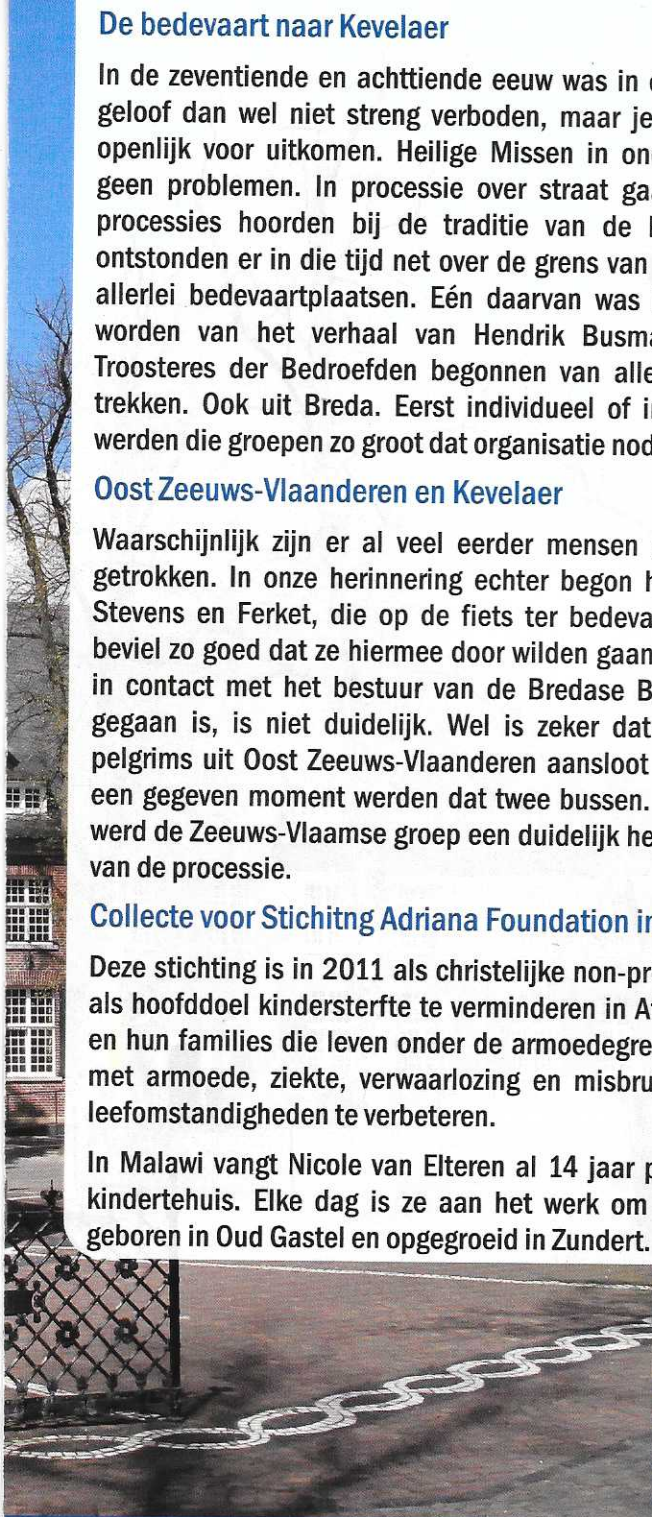 De bedevaart naar Kevelaer
In de zeventiende en achttiende eeuw was in
geloof dan wel niet streng verboden, maar je
openlijk voor uitkomen. Heilige Missen in on
geen problemen. In processie over straat ga
processies hoorden bij de traditie van de
ontstonden er in die tijd net over de grens van
allerlei bedevaartplaatsen. Eén daarvan was
worden van het verhaal van Hendrik Busma
Troosteres der Bedroefden begonnen van alle
trekken. Ook uit Breda. Eerst individueel of i
werden die groepen zo groot dat organisatie nod
Oost Zeeuws-Vlaanderen en Kevelaer
Waarschijnlijk zijn er al veel eerder mensen
getrokken. In onze herinnering echter begon h
Stevens en Ferket, die op de fiets ter bedeva
beviel zo goed dat ze hiermee door wilden gaan
in contact met het bestuur van de Bredase B
gegaan is, is niet duidelijk. Wel is zeker dat
pelgrims uit Oost Zeeuws-Vlaanderen aansloot
een gegeven moment werden dat twee bussen.
werd de Zeeuws-Vlaamse groep een duidelijk he
van de processie.
Collecte voor Stichitng Adriana Foundation in
Deze stichting is in 2011 als christelijke non-pr
als hoofddoel kindersterfte te verminderen in A
en hun families die leven onder de armoedegre
met armoede, ziekte, verwaarlozing en misbru
leefomstandigheden te verbeteren.
In Malawi vangt Nicole van Elteren al 14 jaar p
kindertehuis. Elke dag is ze aan het werk om
geboren in Oud Gastel en opgegroeid in Zundert.